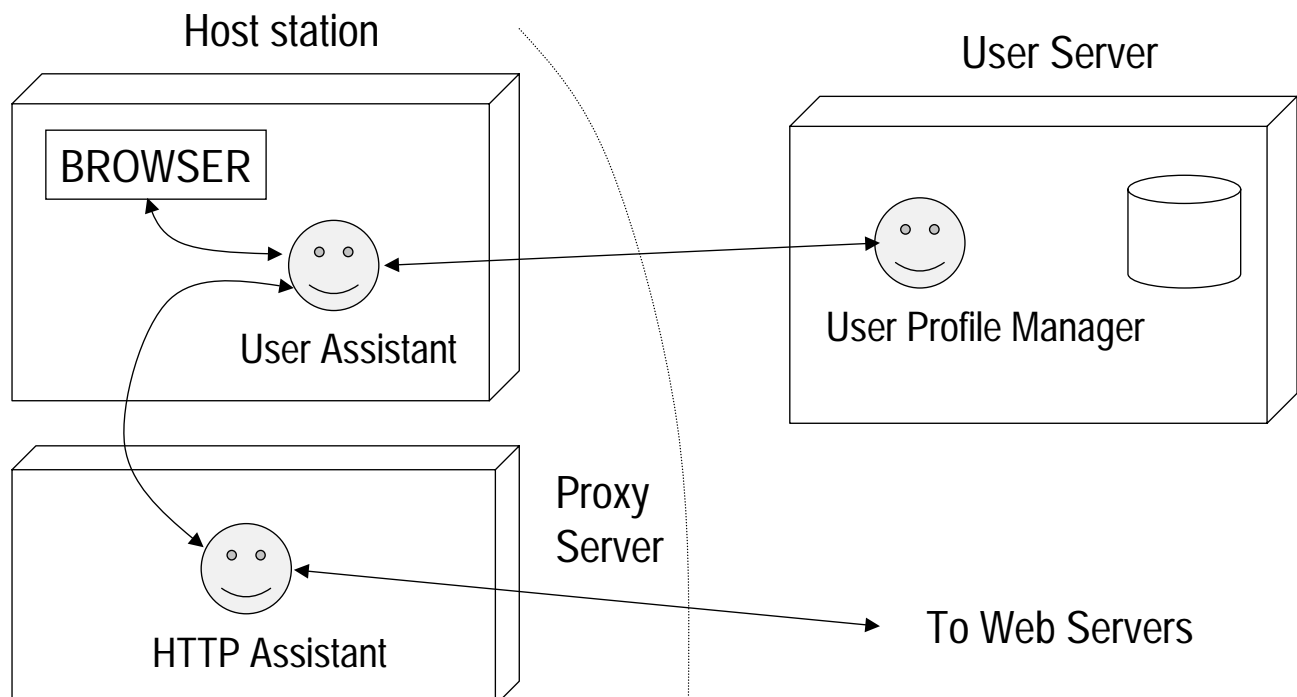 Host station
User Server
BROWSER
User Assistant
User Profile Manager
Proxy
Server
HTTP Assistant
To Web Servers